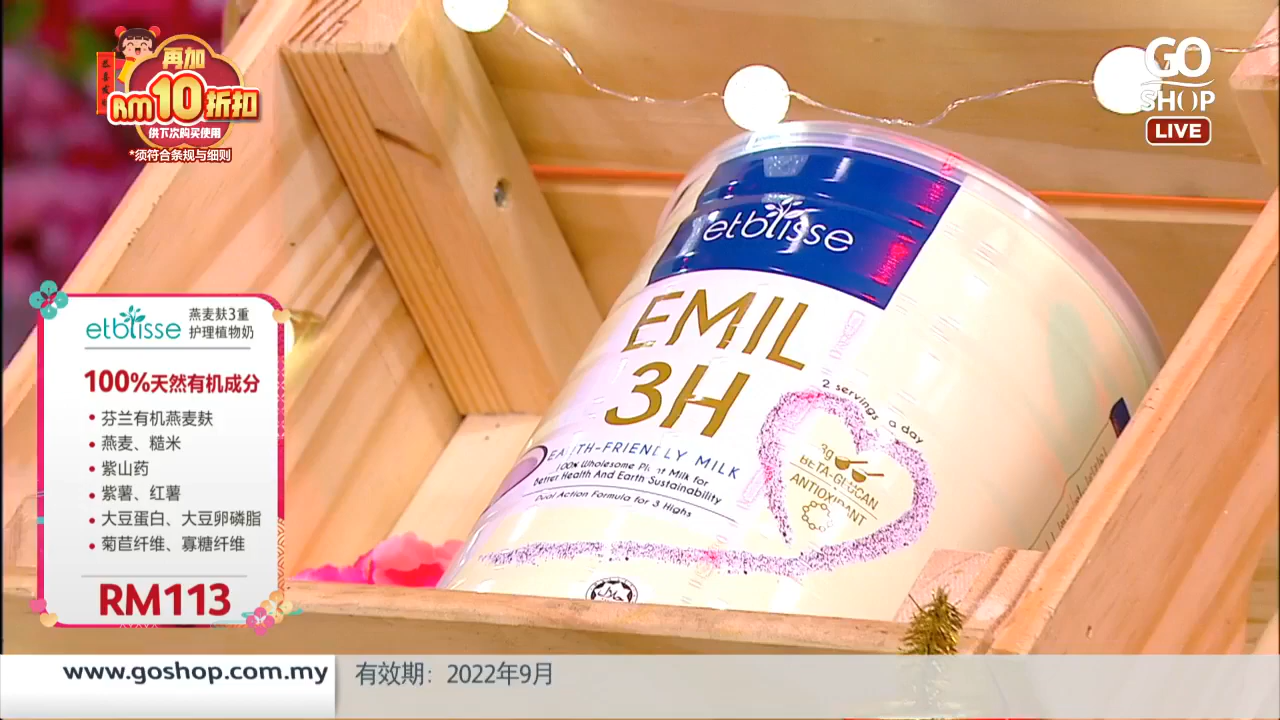 再加
Rm10折扣
供下次购买使用
*须符合条规与细则
GO
SHOP
LIVE
etblisse
燕麦麸3重
护理植物奶
100%天然有机成分
• 芬兰有机燕麦麸
• 燕麦、糙米
• 紫山药
• 紫薯、红薯
• 大豆蛋白、大豆卵磷脂
• 菊苣纤维、寡糖纤维
RM113
etblisse
EMIL
3H
EARTH-FRIENDLY MILK
100% Wholesome Plant Milk for
Better Health And Earth Sustainability
Dual Action Formula for 3 Highs
2 servings a day
3g
BETA-GLUCAN
ANTIOXIDANT
www.goshop.com.my
有效期：2022年9月